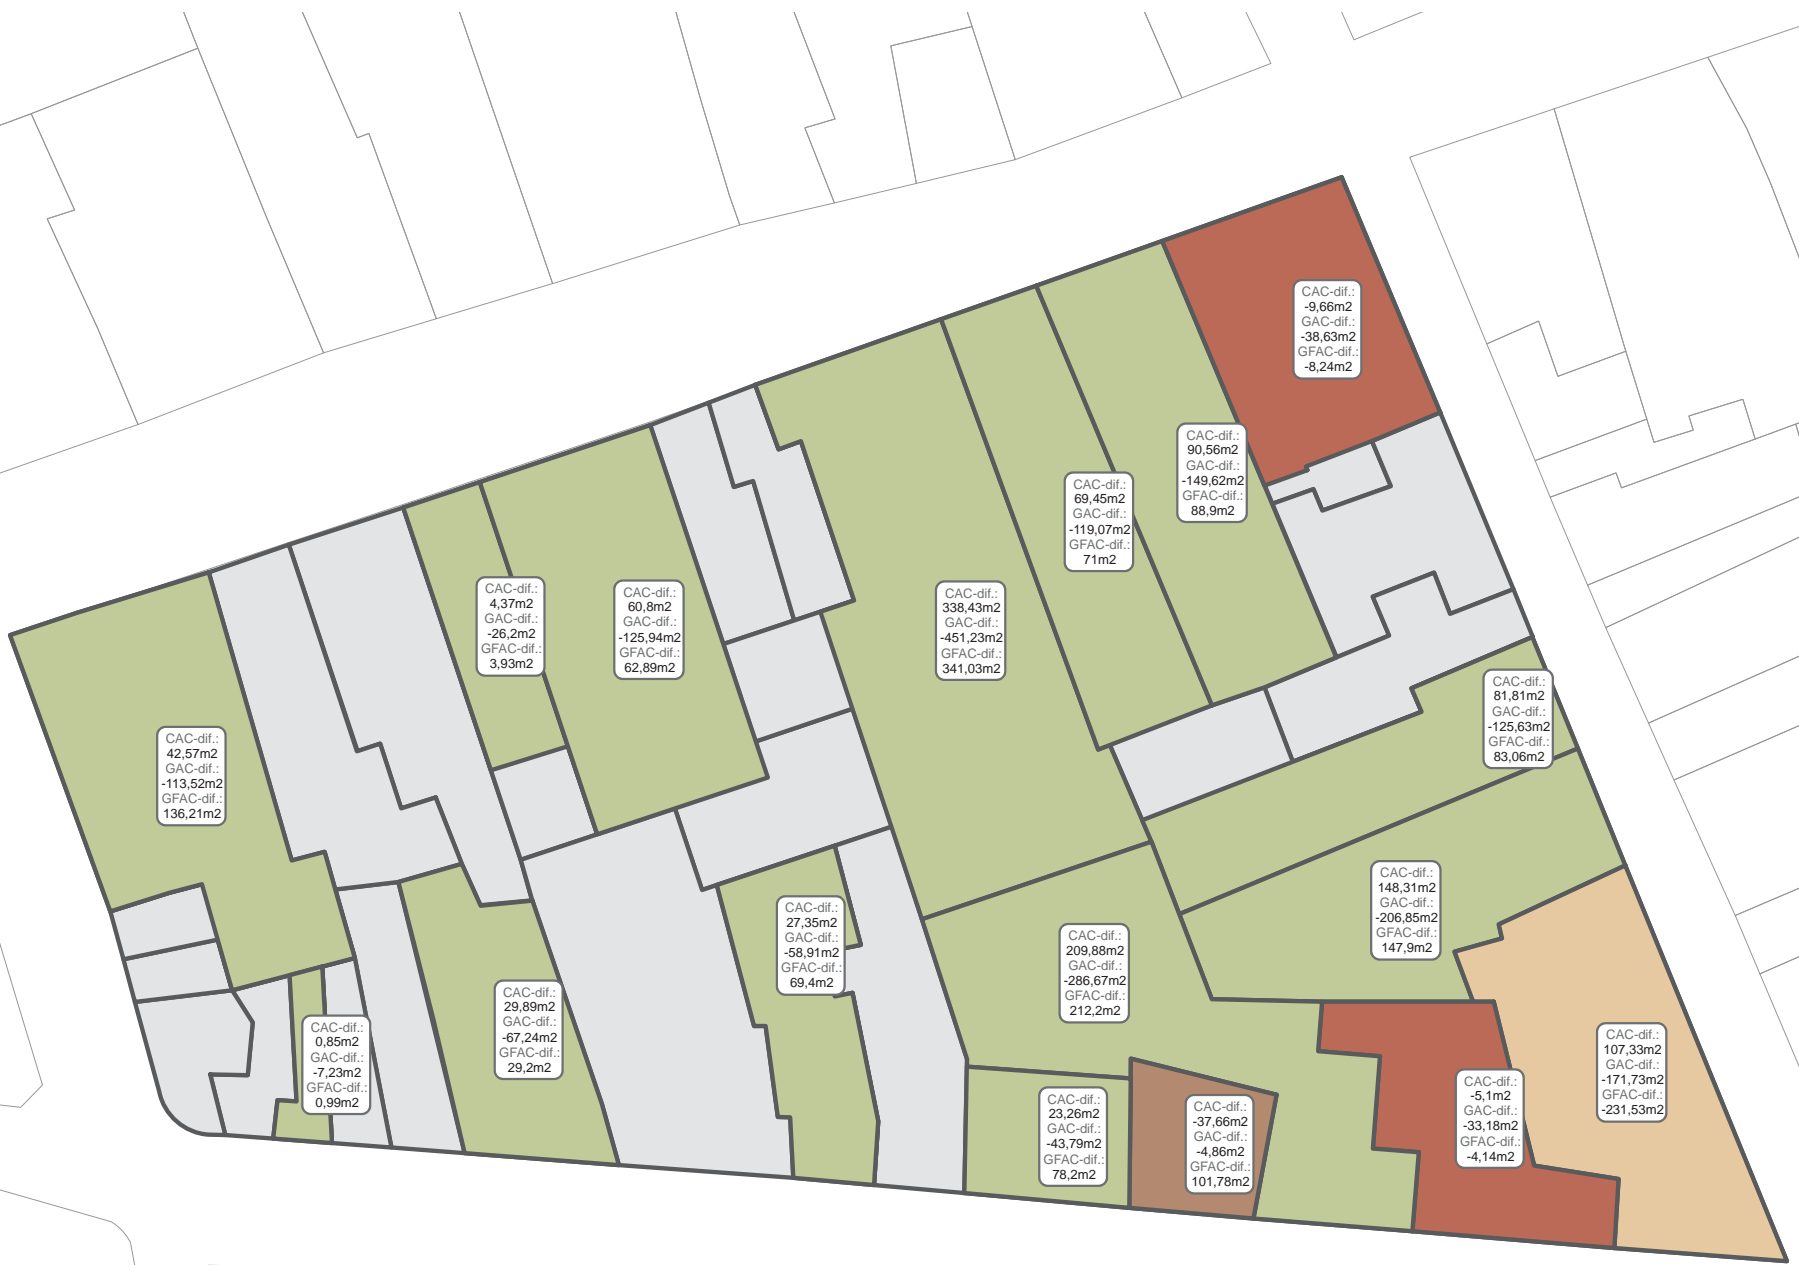 CAC-dif.:
-9,66m2
GAC-dif.:
-38,63m2
GFAC-dif.:
-8,24m2
CAC-dif.:
90,56m2
GAC-dif.:
-149,62m2
GFAC-dif.:
88,9m2
CAC-dif.:
69,45m2
GAC-dif.:
-119,07m2
GFAC-dif.:
71m2
CAC-dif.:
4,37m2
GAC-dif.:
-26,2m2
GFAC-dif.:
3,93m2
CAC-dif.:
60,8m2
GAC-dif.:
-125,94m2
GFAC-dif.:
62,89m2
CAC-dif.:
338,43m2
GAC-dif.:
-451,23m2
GFAC-dif.:
341,03m2
CAC-dif.:
81,81m2
GAC-dif.:
-125,63m2
GFAC-dif.:
83,06m2
CAC-dif.:
42,57m2
GAC-dif.:
-113,52m2
GFAC-dif.:
136,21m2
CAC-dif.:
148,31m2
GAC-dif.:
-206,85m2
GFAC-dif.:
147,9m2
CAC-dif.:
27,35m2
GAC-dif.:
-58,91m2
GFAC-dif.:
69,4m2
CAC-dif.:
209,88m2
GAC-dif.:
-286,67m2
GFAC-dif.:
212,2m2
CAC-dif.:
29,89m2
GAC-dif.:
-67,24m2
GFAC-dif.:
29,2m2
CAC-dif.:
0,85m2
GAC-dif.:
-7,23m2
GFAC-dif.:
0,99m2
CAC-dif.:
107,33m2
GAC-dif.:
-171,73m2
GFAC-dif.:
-231,53m2
CAC-dif.:
-5,1m2
GAC-dif.:
-33,18m2
GFAC-dif.:
-4,14m2
CAC-dif.:
23,26m2
GAC-dif.:
-43,79m2
GFAC-dif.:
78,2m2
CAC-dif.:
-37,66m2
GAC-dif.:
-4,86m2
GFAC-dif.:
101,78m2